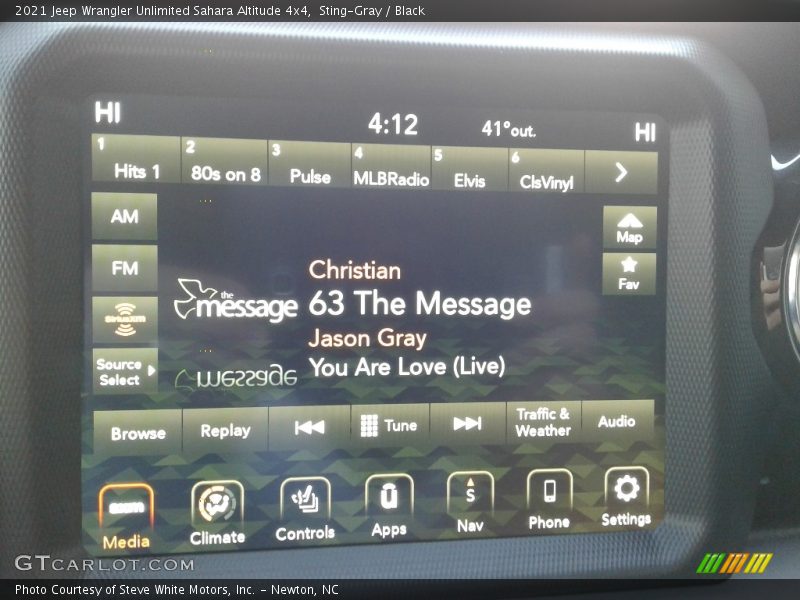 2021 Jeep Wrangler Unlimited Sahara Altitude 4x4,  Sting-Gray / Black
HI 4:12 41°out. HI
1 Hits 1 2 80s on 8 3 Pulse 4 MLBRadio 5 Elvis 6 ClsVinyl
AM
Map
FM
Fav
Christian
the message 63 The Message
SiriusXM
Jason Gray
Source Select
You Are Love (Live)
message
Browse Replay Tune Traffic & Weather Audio
S
Media Climate Controls Apps Nav Phone Settings
GTCARLOT.COM
Photo Courtesy of Steve White Motors, Inc. - Newton, NC